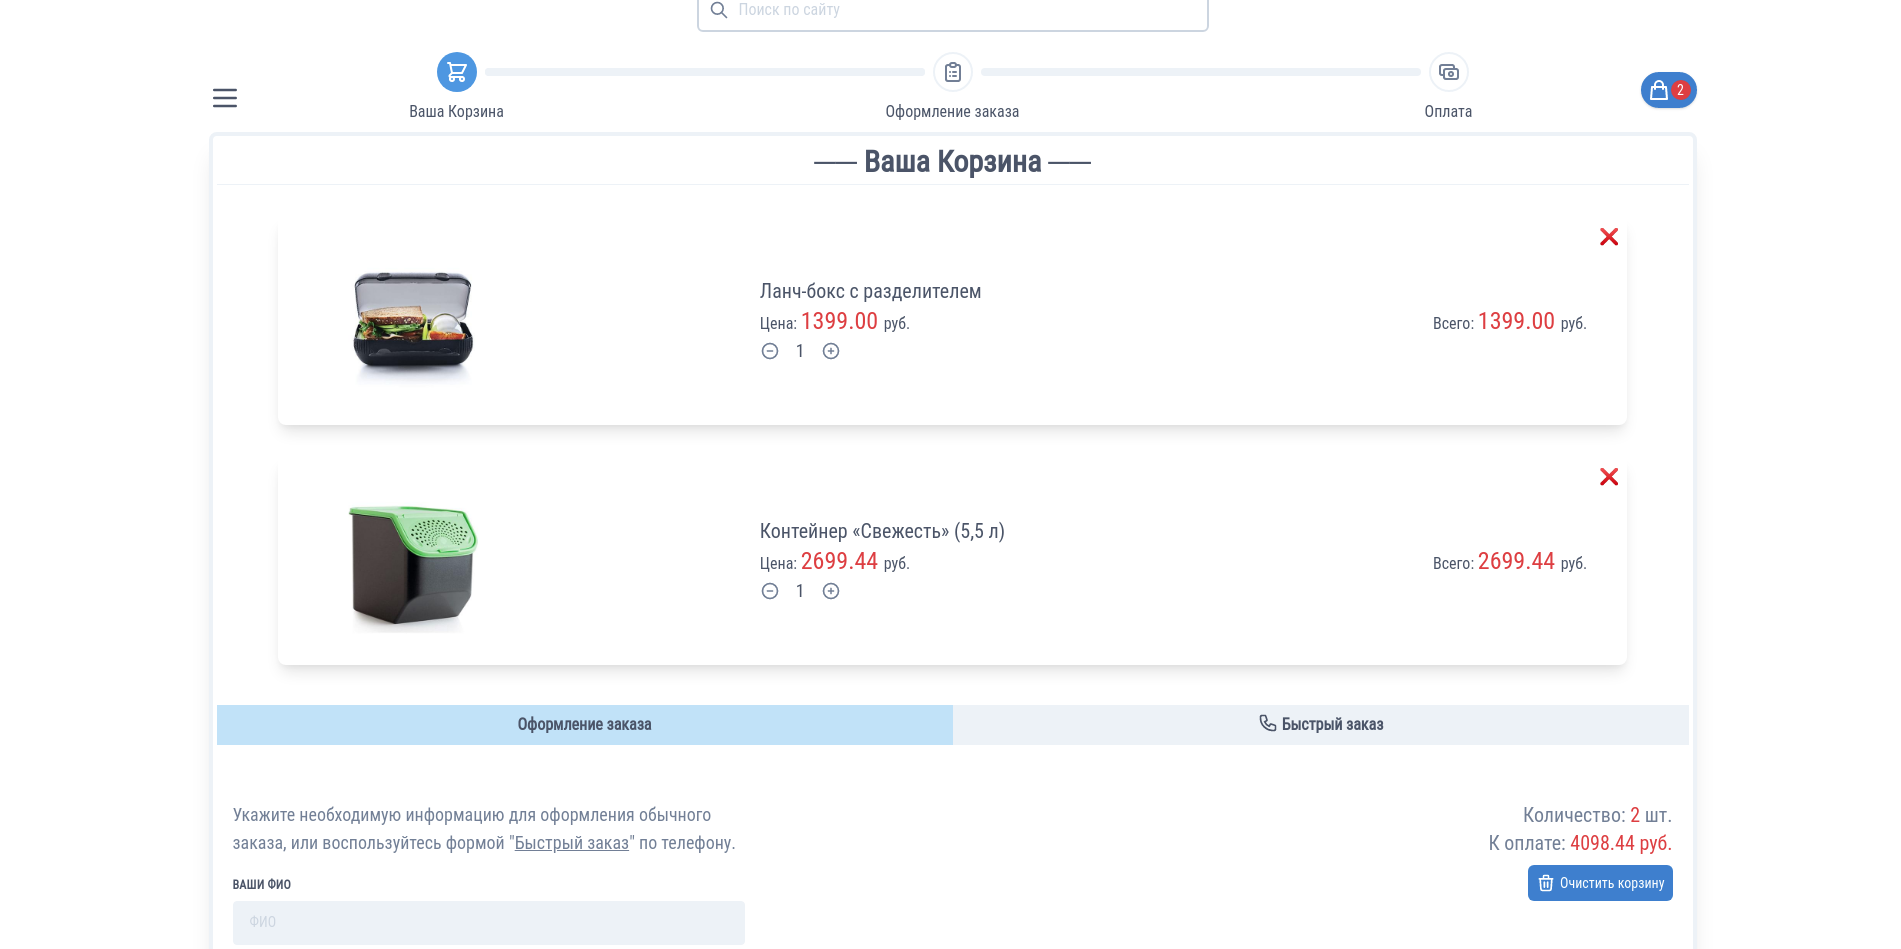 Поиск по сайту
Ваша Корзина
Оформление заказа
Оплата
2
Ваша Корзина
Ланч-бокс с разделителем
Цена: 1399.00 руб.
Всего: 1399.00 руб.
1
Контейнер «Свежесть» (5,5 л)
Цена: 2699.44 руб.
Всего: 2699.44 руб.
1
Оформление заказа
Быстрый заказ
Укажите необходимую информацию для оформления обычного
заказа, или воспользуйтесь формой "Быстрый заказ" по телефону.
Количество: 2 шт.
К оплате: 4098.44 руб.
Очистить корзину
ВАШИ ФИО
ФИО